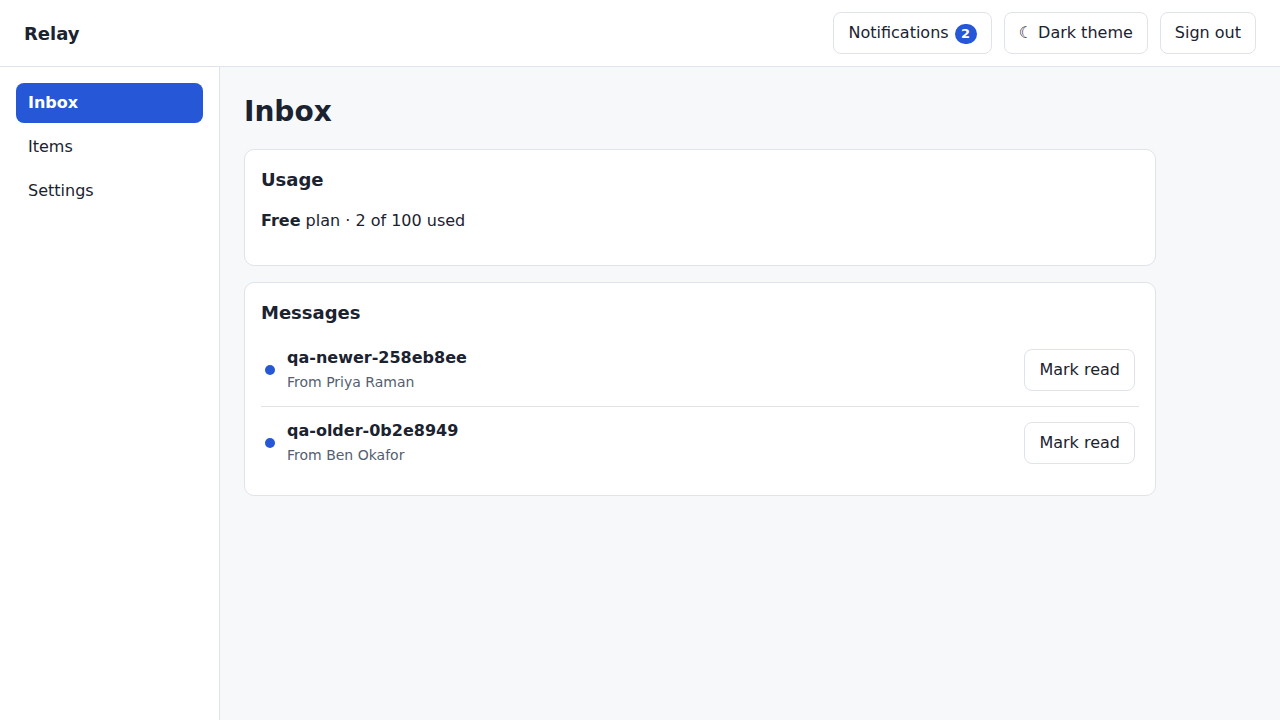 Relay
Notifications 2
☾ Dark theme
Sign out
Inbox
Items
Settings
Inbox
Usage
Free plan · 2 of 100 used
Messages
qa-newer-258eb8ee
From Priya Raman
Mark read
qa-older-0b2e8949
From Ben Okafor
Mark read